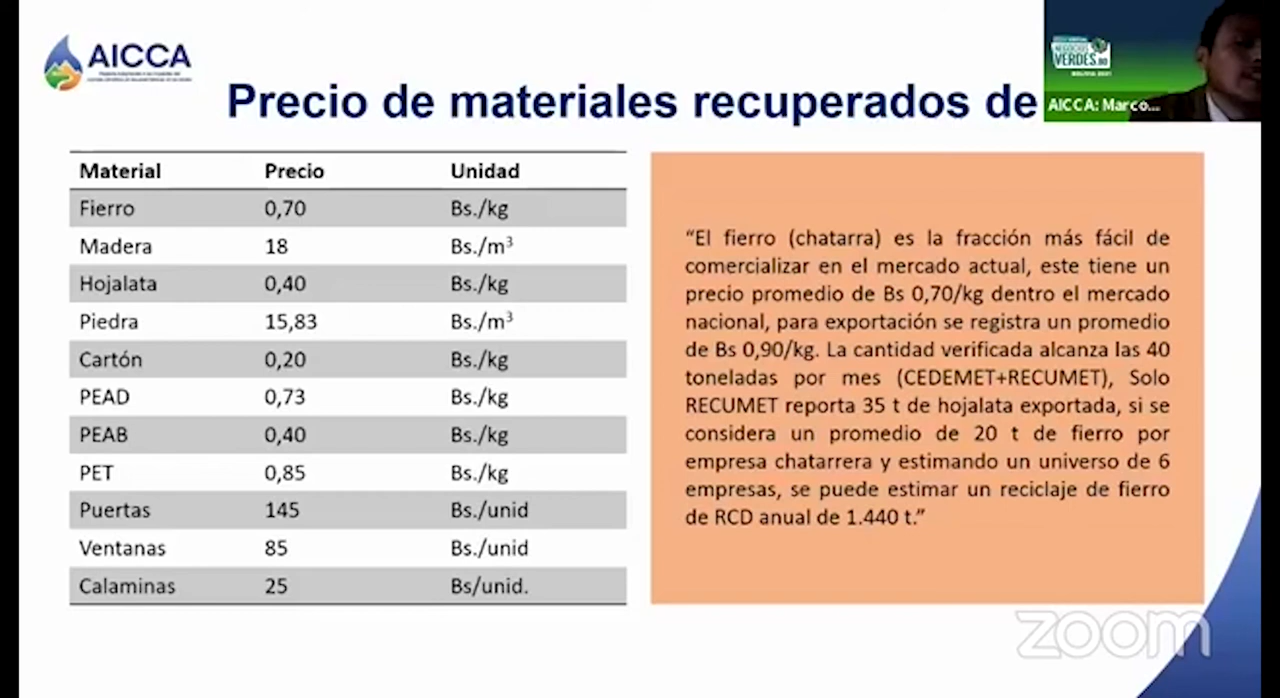 AICCA
Precio de materiales recuperados de
NEGOCIOS
VERDES.BO
BOLIVIA 2021
AICCA: Marco...
Material Precio Unidad
Fierro 0,70 Bs./kg
Madera 18 Bs./m³
Hojalata 0,40 Bs./kg
Piedra 15,83 Bs./m³
Cartón 0,20 Bs./kg
PEAD 0,73 Bs./kg
PEAB 0,40 Bs./kg
PET 0,85 Bs./kg
Puertas 145 Bs./unid
Ventanas 85 Bs./unid
Calaminas 25 Bs/unid.
“El fierro (chatarra) es la fracción más fácil de
comercializar en el mercado actual, este tiene un
precio promedio de Bs 0,70/kg dentro el mercado
nacional, para exportación se registra un promedio
de Bs 0,90/kg. La cantidad verificada alcanza las 40
toneladas por mes (CEDEMET+RECUMET), Solo
RECUMET reporta 35 t de hojalata exportada, si se
considera un promedio de 20 t de fierro por
empresa chatarrera y estimando un universo de 6
empresas, se puede estimar un reciclaje de fierro
de RCD anual de 1.440 t.”
zoom